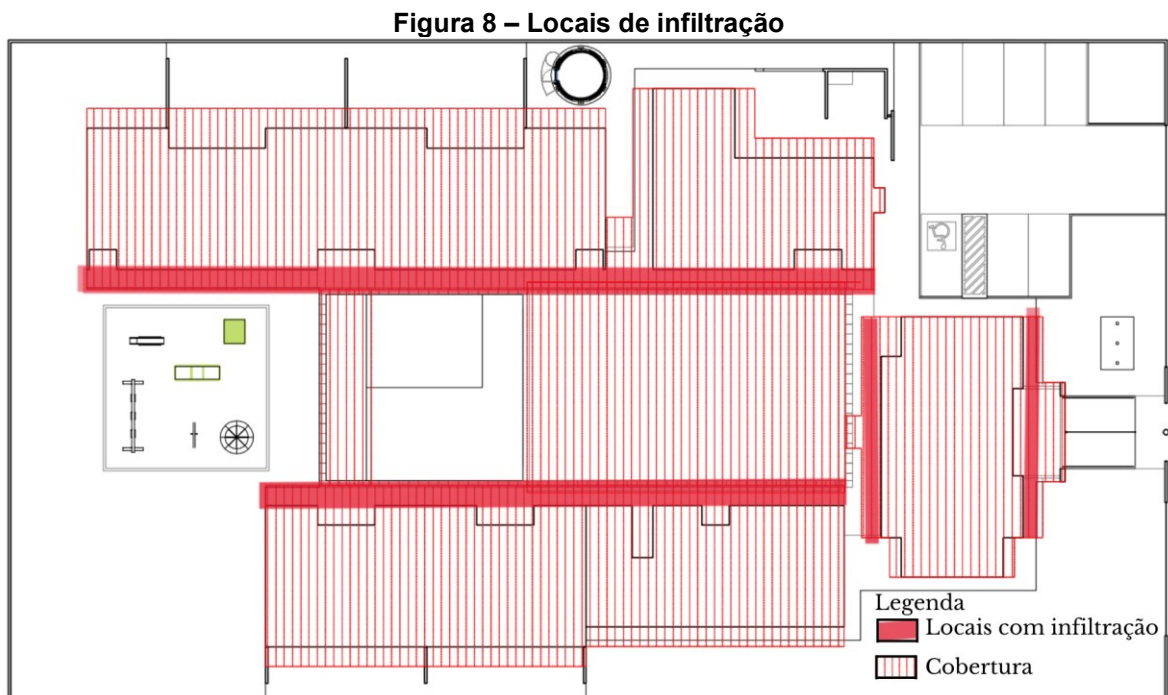 Figura 8 – Locais de infiltração
Legenda
Locais com infiltração
Cobertura